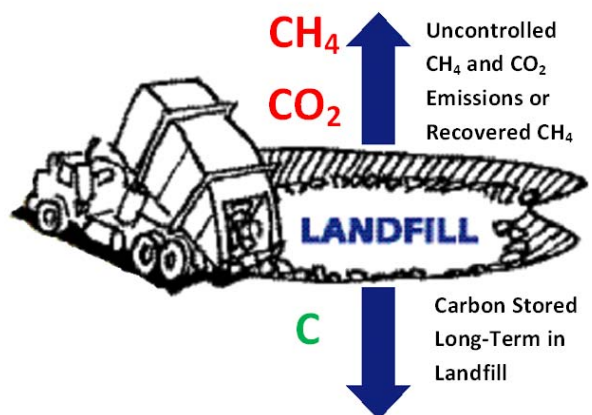 CH₄
CO₂
Uncontrolled
CH₄ and CO₂
Emissions or
Recovered CH₄
LANDFILL
C
Carbon Stored
Long-Term in
Landfill